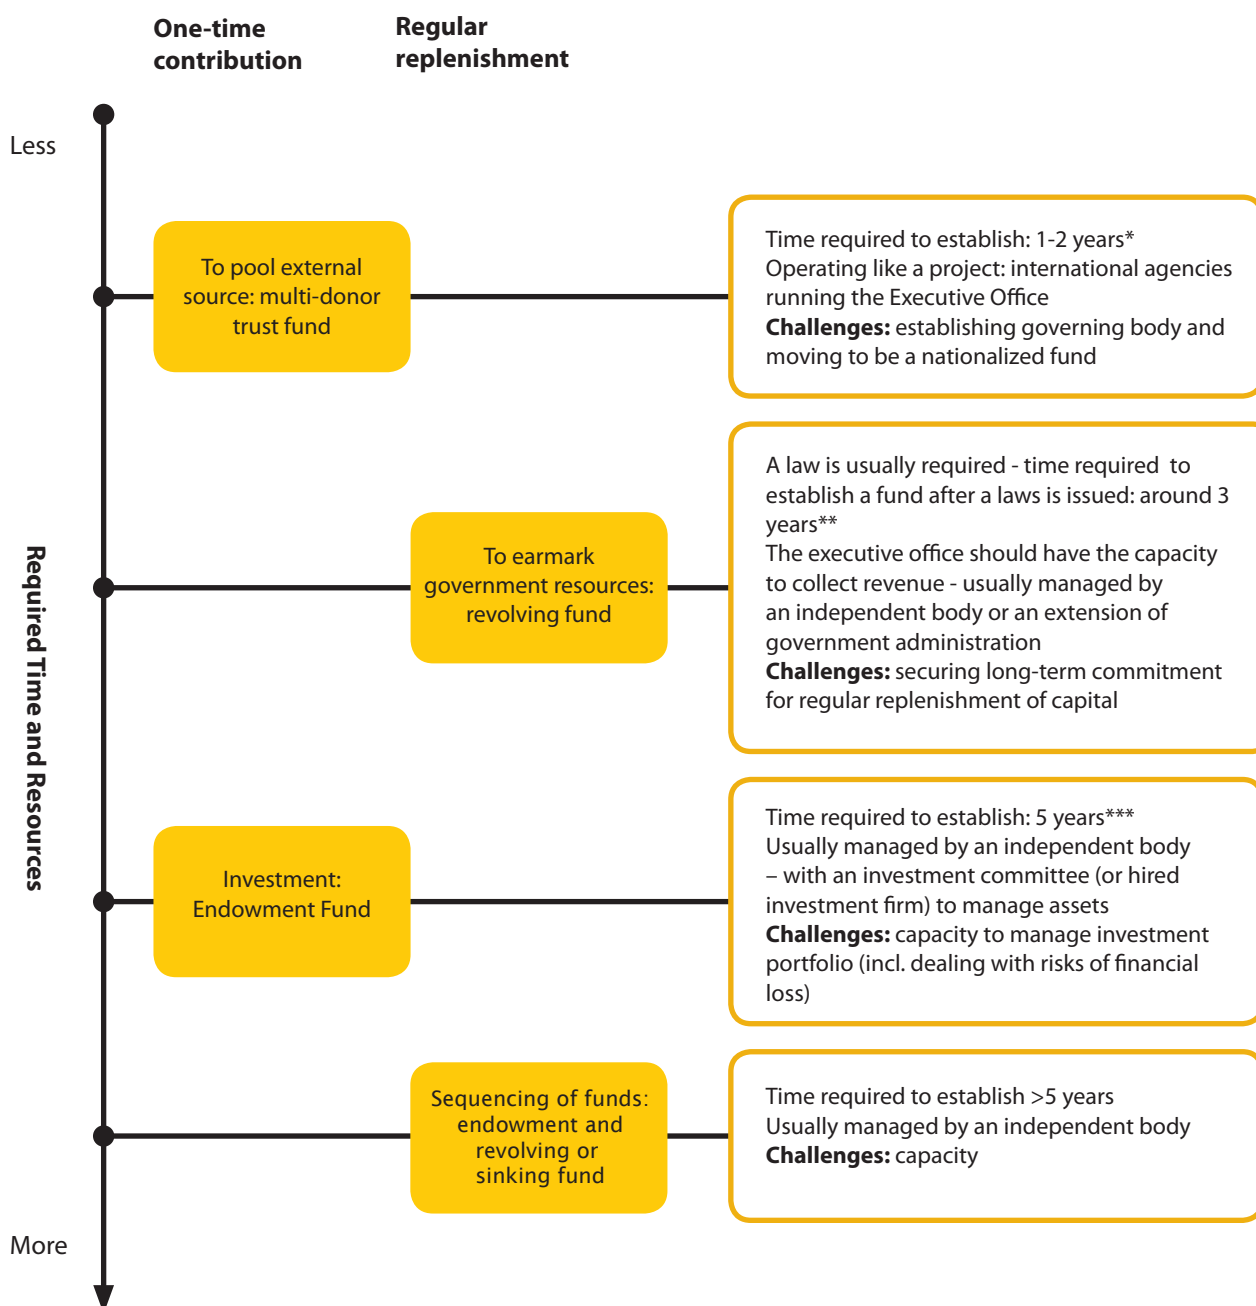 One-time
contribution
Regular
replenishment
Less
To pool external
source: multi-donor
trust fund
Time required to establish: 1-2 years*
Operating like a project: international agencies
running the Executive Office
Challenges: establishing governing body and
moving to be a nationalized fund
Required Time and Resources
To earmark
government resources:
revolving fund
A law is usually required - time required to
establish a fund after a laws is issued: around 3
years**
The executive office should have the capacity
to collect revenue - usually managed by
an independent body or an extension of
government administration
Challenges: securing long-term commitment
for regular replenishment of capital
Investment:
Endowment Fund
Time required to establish: 5 years***
Usually managed by an independent body
– with an investment committee (or hired
investment firm) to manage assets
Challenges: capacity to manage investment
portfolio (incl. dealing with risks of financial
loss)
Sequencing of funds:
endowment and
revolving or
sinking fund
Time required to establish >5 years
Usually managed by an independent body
Challenges: capacity
More